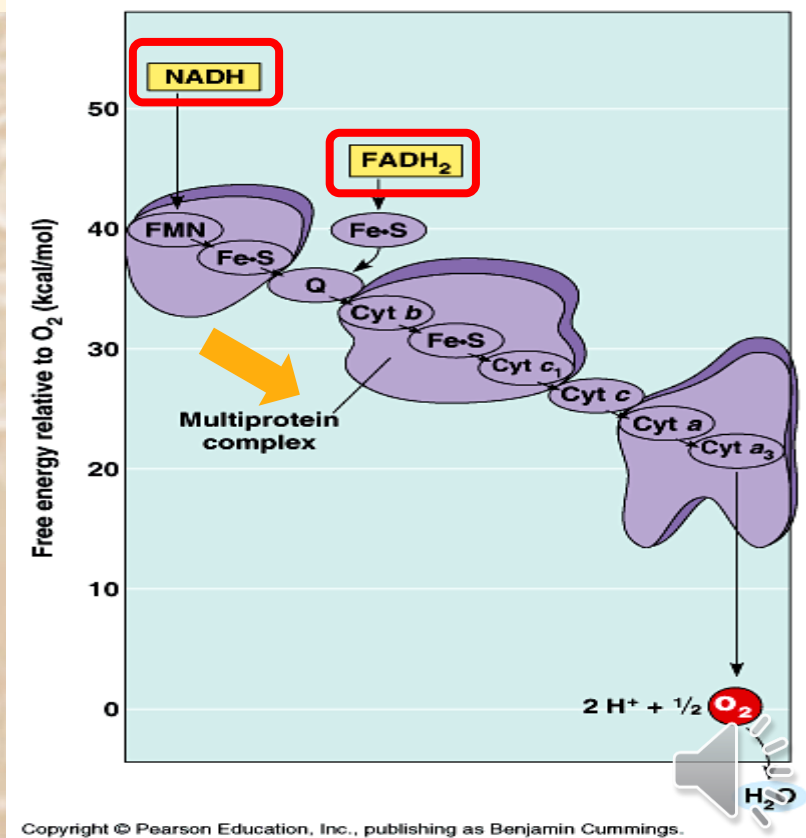 NADH
50
FADH₂
40
FMN
Fe•S
Fe•S
Q
Cyt b
30
Fe•S
Cyt c₁
Cyt c
Multiprotein
complex
Cyt a
Cyt a₃
20
Free energy relative to O₂ (kcal/mol)
10
0
2 H⁺ + ½ O₂
H₂O
Copyright © Pearson Education, Inc., publishing as Benjamin Cummings.